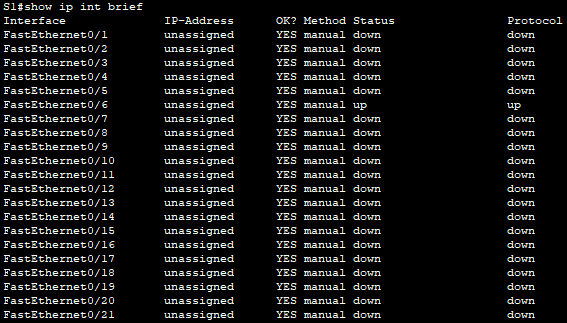 S1#show ip int brief
Interface IP-Address OK? Method Status Protocol
FastEthernet0/1 unassigned YES manual down down
FastEthernet0/2 unassigned YES manual down down
FastEthernet0/3 unassigned YES manual down down
FastEthernet0/4 unassigned YES manual down down
FastEthernet0/5 unassigned YES manual down down
FastEthernet0/6 unassigned YES manual up up
FastEthernet0/7 unassigned YES manual down down
FastEthernet0/8 unassigned YES manual down down
FastEthernet0/9 unassigned YES manual down down
FastEthernet0/10 unassigned YES manual down down
FastEthernet0/11 unassigned YES manual down down
FastEthernet0/12 unassigned YES manual down down
FastEthernet0/13 unassigned YES manual down down
FastEthernet0/14 unassigned YES manual down down
FastEthernet0/15 unassigned YES manual down down
FastEthernet0/16 unassigned YES manual down down
FastEthernet0/17 unassigned YES manual down down
FastEthernet0/18 unassigned YES manual down down
FastEthernet0/19 unassigned YES manual down down
FastEthernet0/20 unassigned YES manual down down
FastEthernet0/21 unassigned YES manual down down